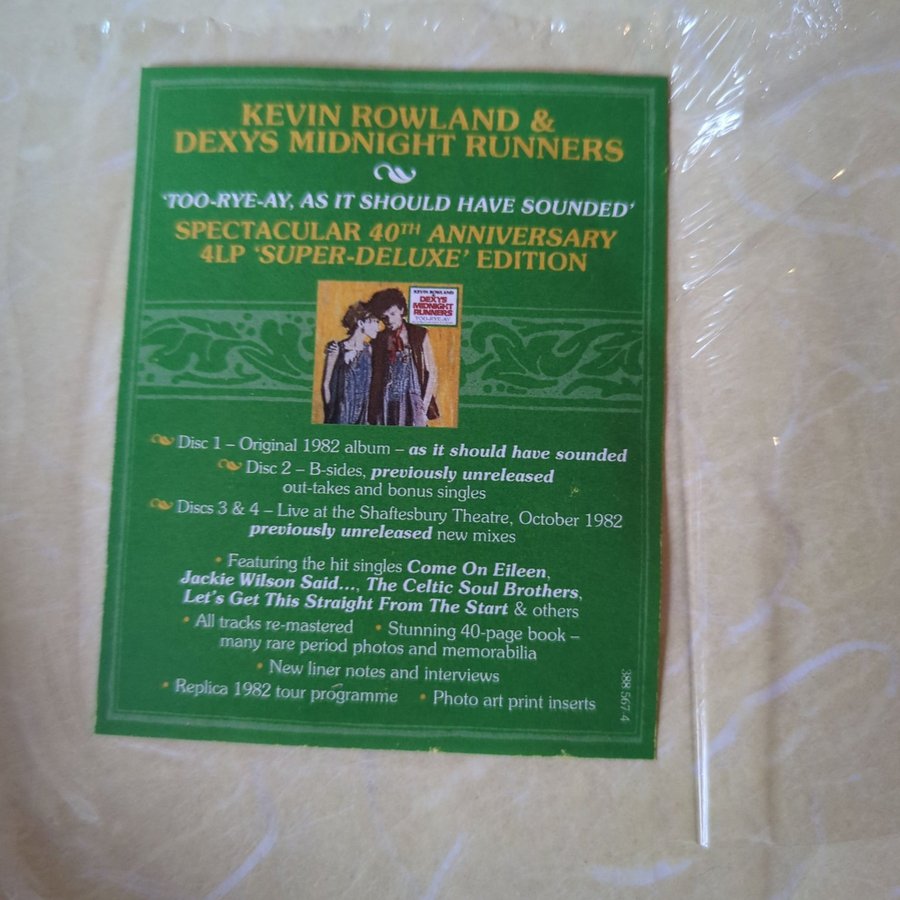 KEVIN ROWLAND &
DEXYS MIDNIGHT RUNNERS
'TOO-RYE-AY, AS IT SHOULD HAVE SOUNDED'
SPECTACULAR 40TH ANNIVERSARY
4LP 'SUPER-DELUXE' EDITION
KEVIN ROWLAND
&
DEXYS
MIDNIGHT
RUNNERS
TOO-RYE-AY
Disc 1 – Original 1982 album – as it should have sounded
Disc 2 – B-sides, previously unreleased
out-takes and bonus singles
Discs 3 & 4 – Live at the Shaftesbury Theatre, October 1982
previously unreleased new mixes
• Featuring the hit singles Come On Eileen,
Jackie Wilson Said…, The Celtic Soul Brothers,
Let's Get This Straight From The Start & others
• All tracks re-mastered • Stunning 40-page book –
many rare period photos and memorabilia
• New liner notes and interviews
• Replica 1982 tour programme • Photo art print inserts
388 567 4